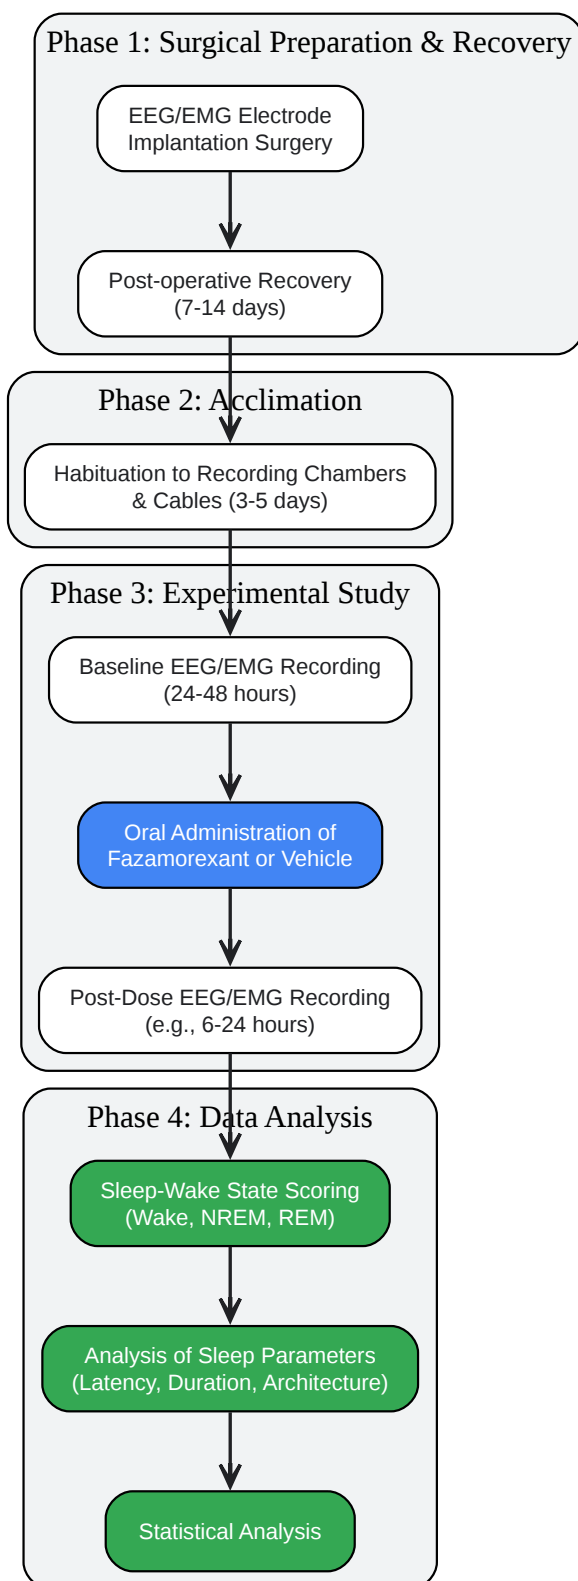 Phase 1: Surgical Preparation & Recovery
EEG/EMG Electrode
Implantation Surgery
Post-operative Recovery
(7-14 days)
Phase 2: Acclimation
Habituation to Recording Chambers
& Cables (3-5 days)
Phase 3: Experimental Study
Baseline EEG/EMG Recording
(24-48 hours)
Oral Administration of
Fazamorexant or Vehicle
Post-Dose EEG/EMG Recording
(e.g., 6-24 hours)
Phase 4: Data Analysis
Sleep-Wake State Scoring
(Wake, NREM, REM)
Analysis of Sleep Parameters
(Latency, Duration, Architecture)
Statistical Analysis